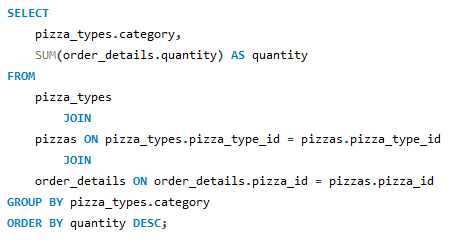 SELECT
    pizza_types.category,
    SUM(order_details.quantity) AS quantity
FROM
    pizza_types
        JOIN
    pizzas ON pizza_types.pizza_type_id = pizzas.pizza_type_id
        JOIN
    order_details ON order_details.pizza_id = pizzas.pizza_id
GROUP BY pizza_types.category
ORDER BY quantity DESC;